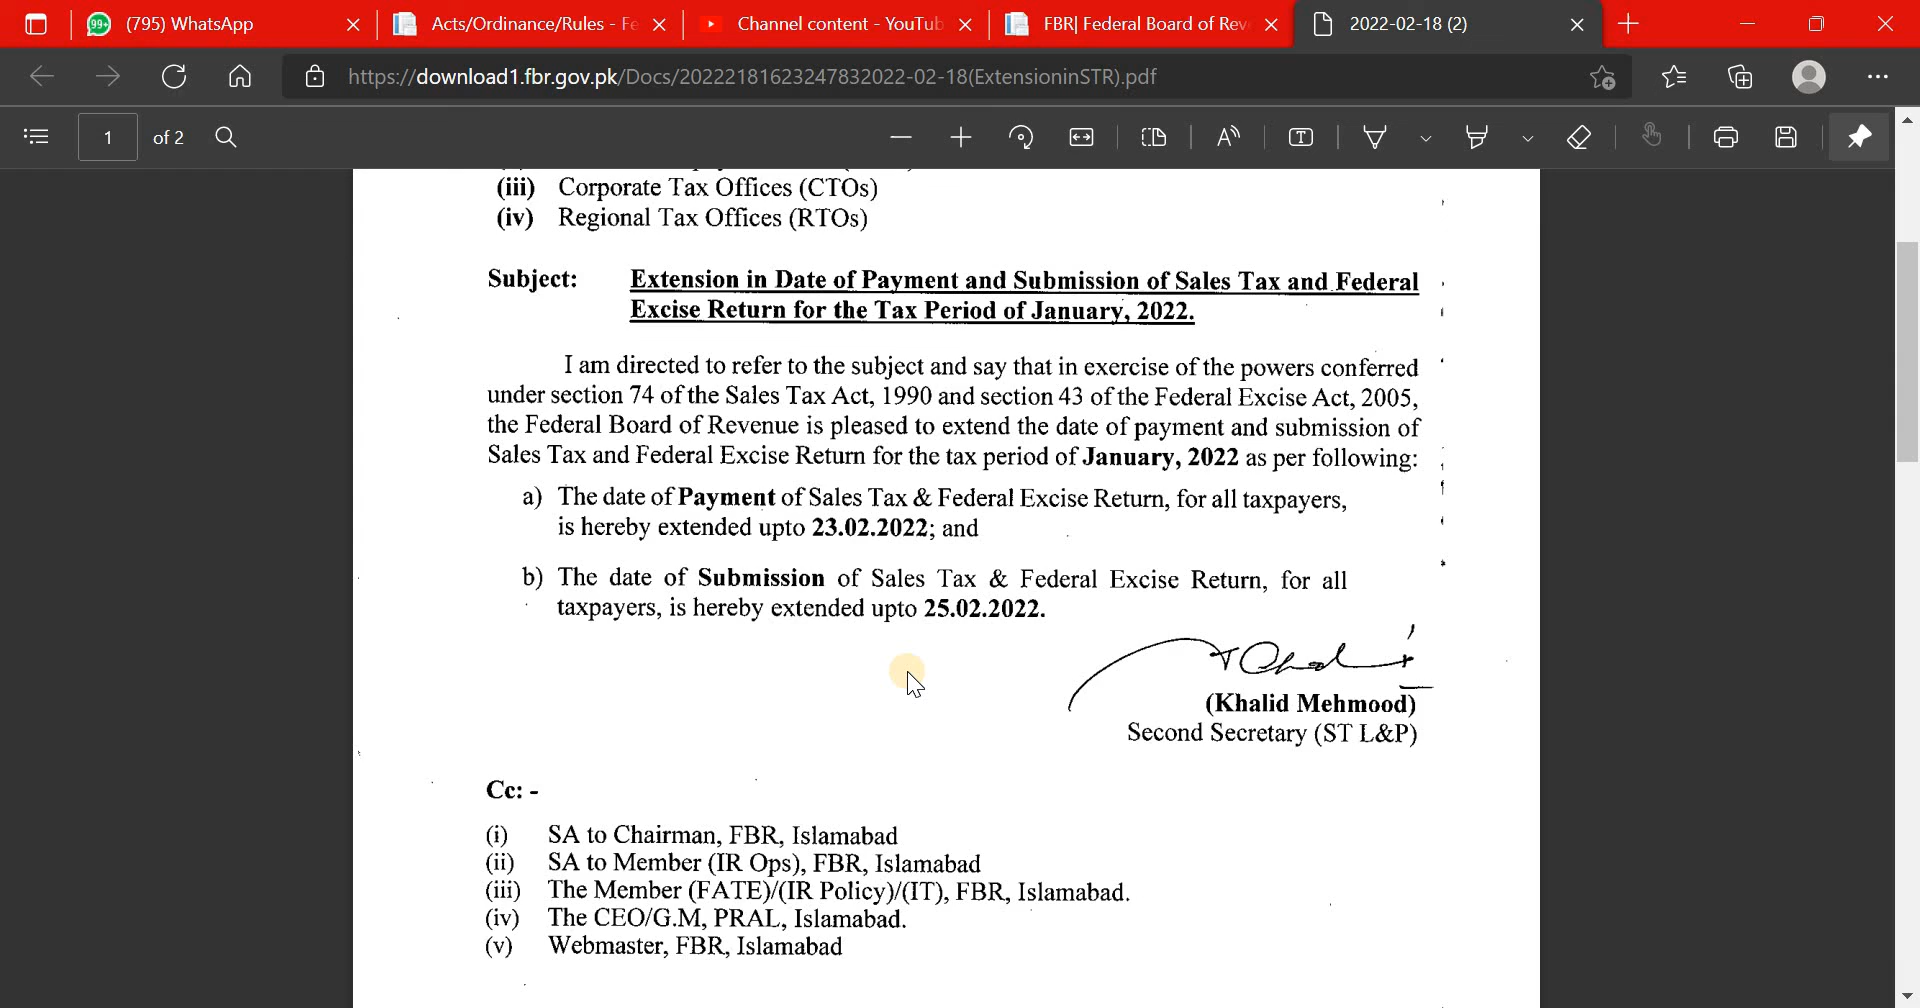 (795) WhatsApp
Acts/Ordinance/Rules - Fe
Channel content - YouTub
FBR| Federal Board of Rev
2022-02-18 (2)
https://download1.fbr.gov.pk/Docs/20222181623247832022-02-18(ExtensioninSTR).pdf
1 of 2
(iii) Corporate Tax Offices (CTOs)
(iv) Regional Tax Offices (RTOs)
Subject: Extension in Date of Payment and Submission of Sales Tax and Federal
Excise Return for the Tax Period of January, 2022.
I am directed to refer to the subject and say that in exercise of the powers conferred
under section 74 of the Sales Tax Act, 1990 and section 43 of the Federal Excise Act, 2005,
the Federal Board of Revenue is pleased to extend the date of payment and submission of
Sales Tax and Federal Excise Return for the tax period of January, 2022 as per following:
a) The date of Payment of Sales Tax & Federal Excise Return, for all taxpayers,
is hereby extended upto 23.02.2022; and
b) The date of Submission of Sales Tax & Federal Excise Return, for all
taxpayers, is hereby extended upto 25.02.2022.
(Khalid Mehmood)
Second Secretary (ST L&P)
Cc: -
(i) SA to Chairman, FBR, Islamabad
(ii) SA to Member (IR Ops), FBR, Islamabad
(iii) The Member (FATE)/(IR Policy)/(IT), FBR, Islamabad.
(iv) The CEO/G.M, PRAL, Islamabad.
(v) Webmaster, FBR, Islamabad